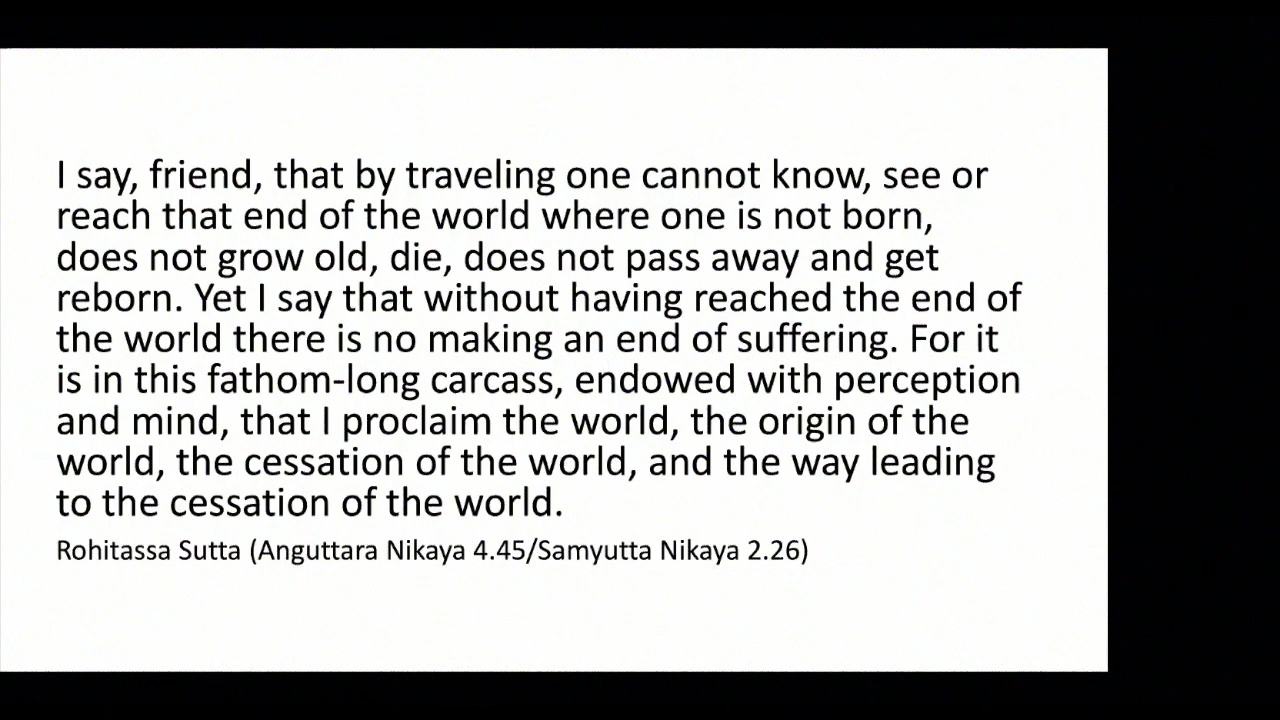 I say, friend, that by traveling one cannot know, see or
reach that end of the world where one is not born,
does not grow old, die, does not pass away and get
reborn. Yet I say that without having reached the end of
the world there is no making an end of suffering. For it
is in this fathom-long carcass, endowed with perception
and mind, that I proclaim the world, the origin of the
world, the cessation of the world, and the way leading
to the cessation of the world.
Rohitassa Sutta (Anguttara Nikaya 4.45/Samyutta Nikaya 2.26)